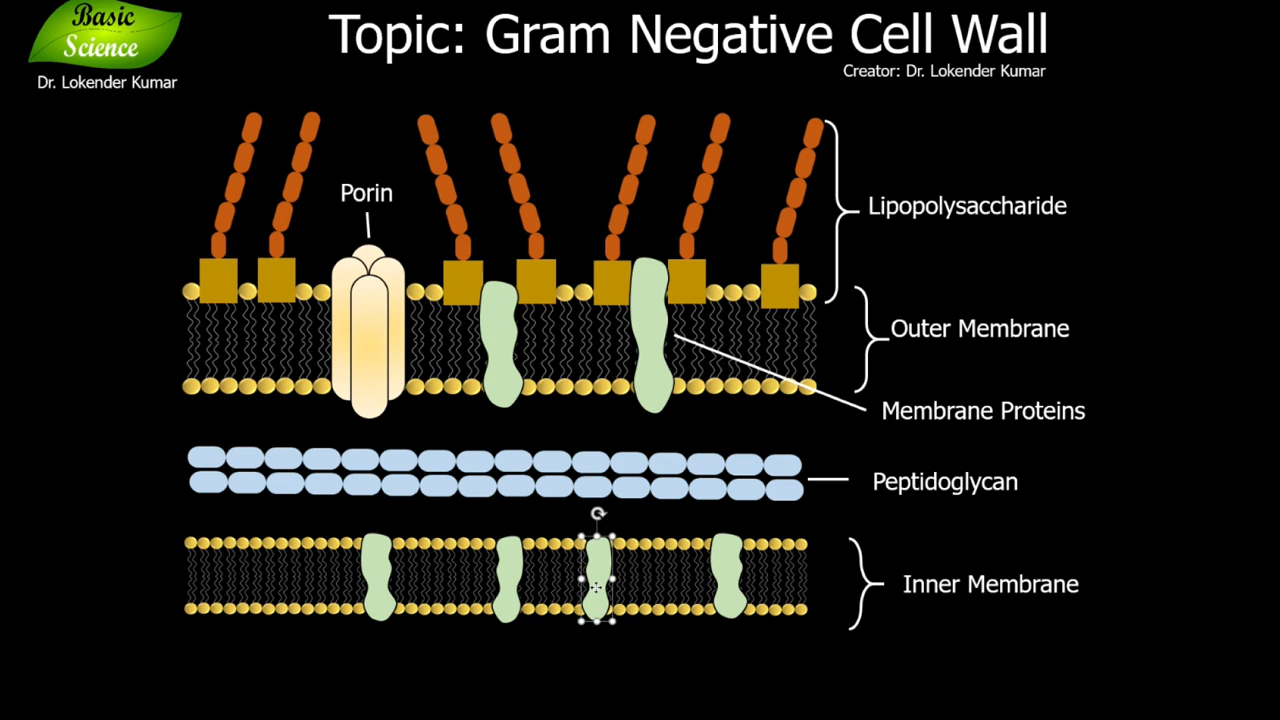 Basic
Science
Dr. Lokender Kumar
Topic: Gram Negative Cell Wall
Creator: Dr. Lokender Kumar
Porin
Lipopolysaccharide
Outer Membrane
Membrane Proteins
Peptidoglycan
Inner Membrane